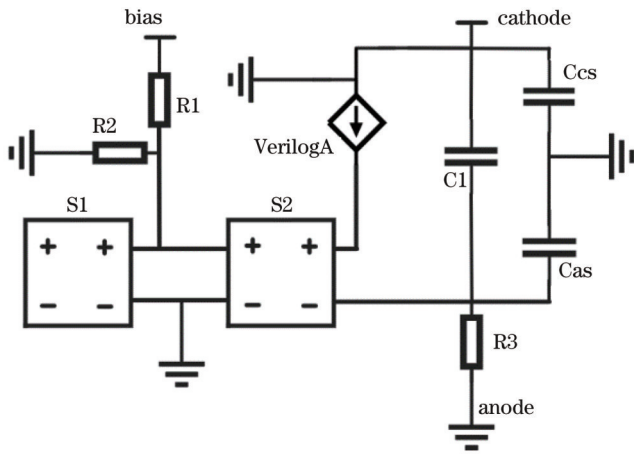 bias
cathode
R1
Ccs
R2
VerilogA
C1
S1
S2
+ +
+ +
Cas
− −
− −
R3
anode